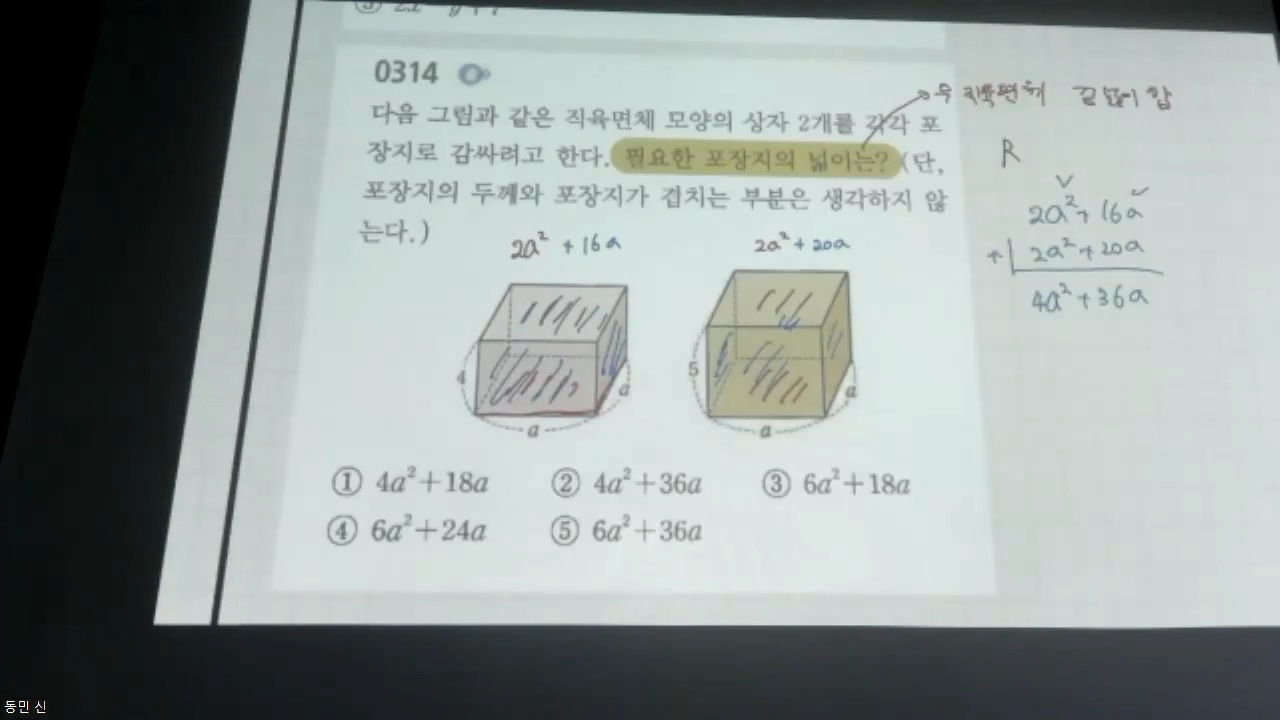 0314
다음 그림과 같은 직육면체 모양의 상자 2개를 각각 포
장지로 감싸려고 한다. 필요한 포장지의 넓이는? (단,
포장지의 두께와 포장지가 겹치는 부분은 생각하지 않
는다.)
두 직육면체 겉넓이 합
R
2a²+16a
2a²+20a
4a²+36a
2a² + 16a
2a² + 20a
4
a
a
5
a
a
① 4a²+18a ② 4a²+36a ③ 6a²+18a
④ 6a²+24a ⑤ 6a²+36a
동민 신